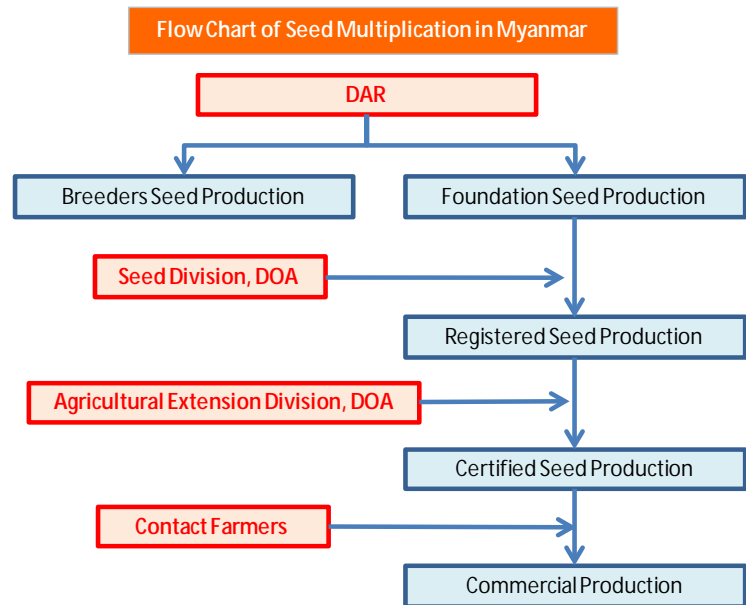 Flow Chart of Seed Multiplication in Myanmar
DAR
Breeders Seed Production
Foundation Seed Production
Seed Division, DOA
Registered Seed Production
Agricultural Extension Division, DOA
Certified Seed Production
Contact Farmers
Commercial Production